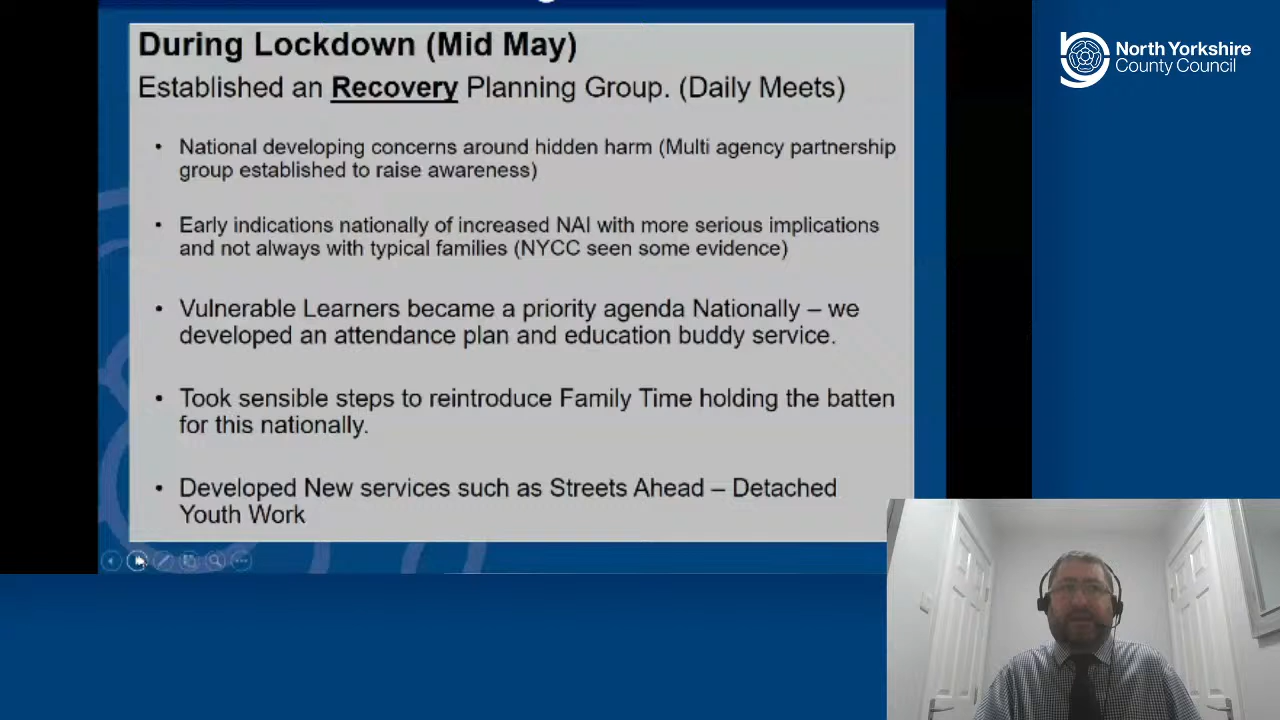 During Lockdown (Mid May)
Established an Recovery Planning Group. (Daily Meets)
• National developing concerns around hidden harm (Multi agency partnership
group established to raise awareness)
• Early indications nationally of increased NAI with more serious implications
and not always with typical families (NYCC seen some evidence)
• Vulnerable Learners became a priority agenda Nationally – we
developed an attendance plan and education buddy service.
• Took sensible steps to reintroduce Family Time holding the batten
for this nationally.
• Developed New services such as Streets Ahead – Detached
Youth Work
North Yorkshire
County Council